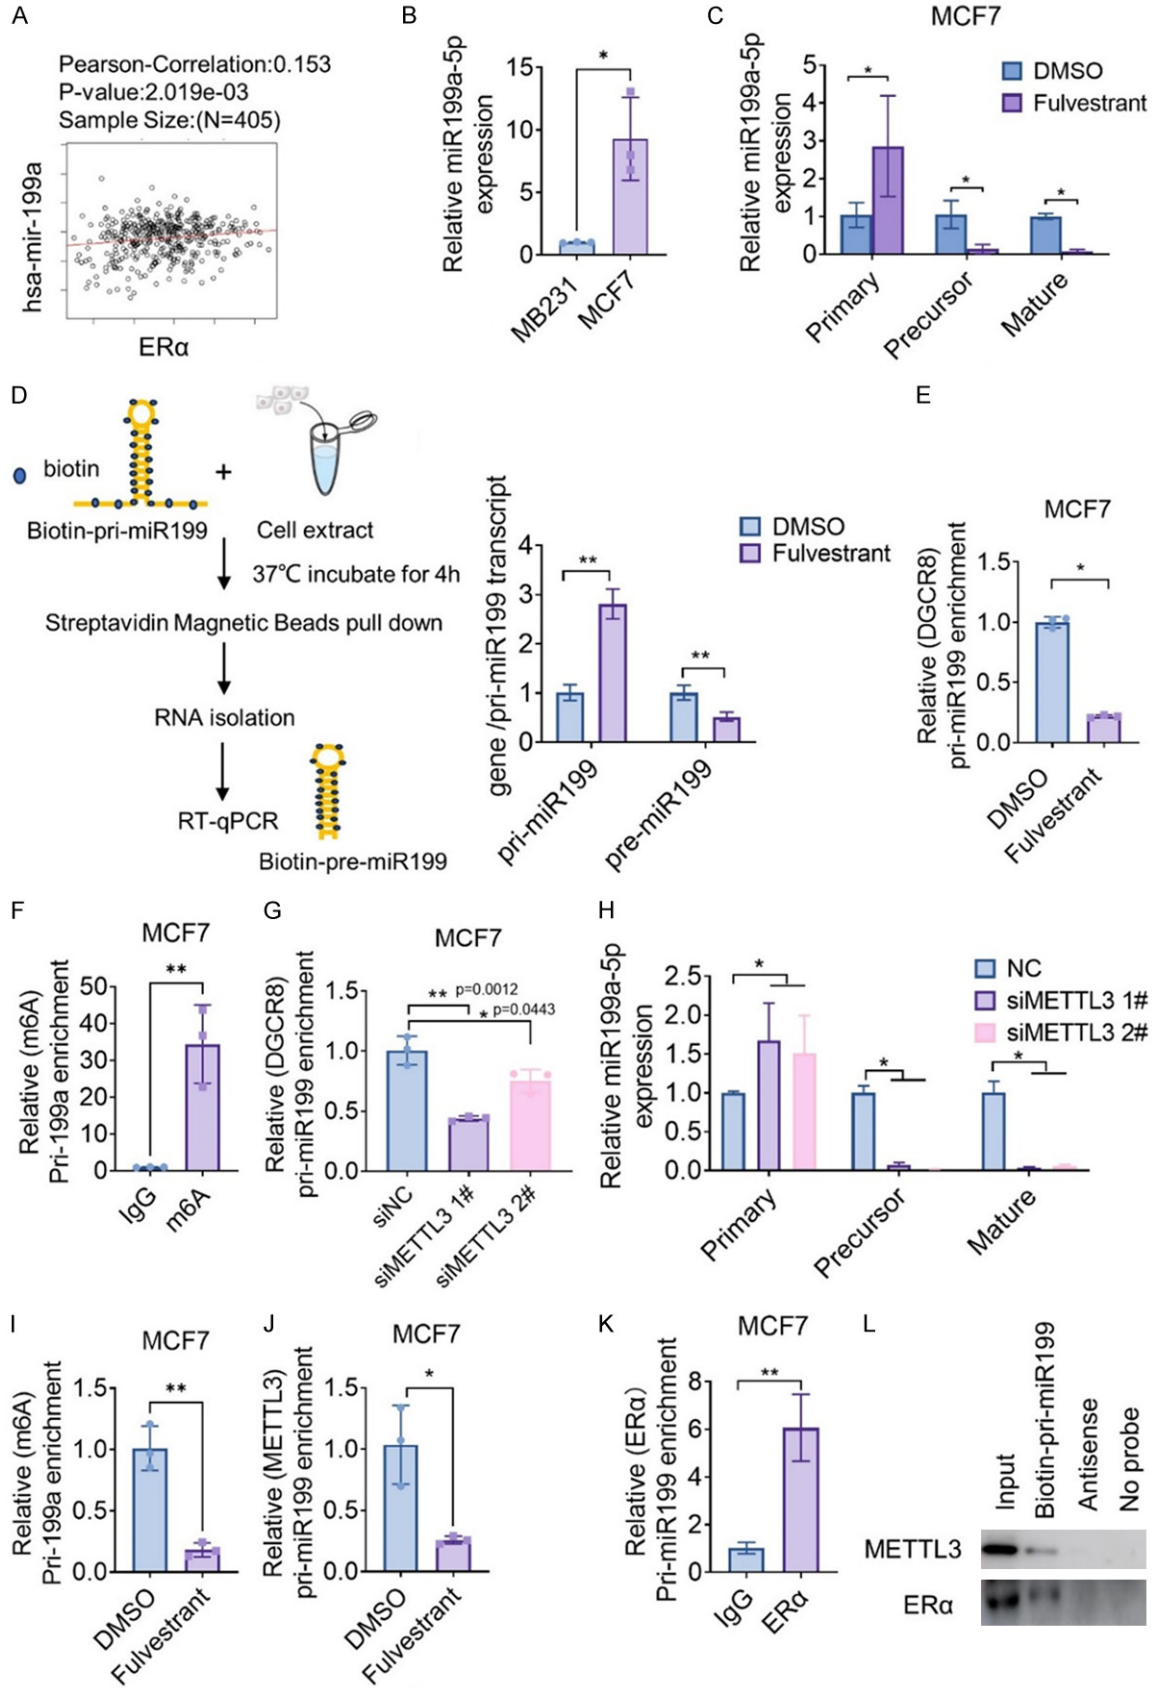 A
Pearson-Correlation:0.153
P-value:2.019e-03
Sample Size:(N=405)
hsa-mir-199a
ERα
B
Relative miR199a-5p
expression
15
10
5
0
*
MB231
MCF7
C
MCF7
Relative miR199a-5p
expression
5
4
3
2
1
0
*
*
*
DMSO
Fulvestrant
Primary
Precursor
Mature
D
biotin
+
Biotin-pri-miR199
Cell extract
37℃ incubate for 4h
Streptavidin Magnetic Beads pull down
RNA isolation
RT-qPCR
Biotin-pre-miR199
gene /pri-miR199 transcript
4
3
2
1
0
**
**
DMSO
Fulvestrant
pri-miR199
pre-miR199
E
MCF7
Relative (DGCR8)
pri-miR199 enrichment
1.5
1.0
0.5
0.0
*
DMSO
Fulvestrant
F
MCF7
Relative (m6A)
Pri-199a enrichment
50
40
30
20
10
0
**
IgG
m6A
G
MCF7
Relative (DGCR8)
pri-miR199 enrichment
1.5
1.0
0.5
0.0
** p=0.0012
* p=0.0443
siNC
siMETTL3 1#
siMETTL3 2#
H
Relative miR199a-5p
expression
2.5
2.0
1.5
1.0
0.5
0.0
*
*
*
NC
siMETTL3 1#
siMETTL3 2#
Primary
Precursor
Mature
I
MCF7
Relative (m6A)
Pri-199a enrichment
1.5
1.0
0.5
0.0
**
DMSO
Fulvestrant
J
MCF7
Relative (METTL3)
pri-miR199 enrichment
1.5
1.0
0.5
0.0
*
DMSO
Fulvestrant
K
MCF7
Relative (ERα)
Pri-miR199 enrichment
8
6
4
2
0
**
IgG
ERα
L
Input
Biotin-pri-miR199
Antisense
No probe
METTL3
ERα